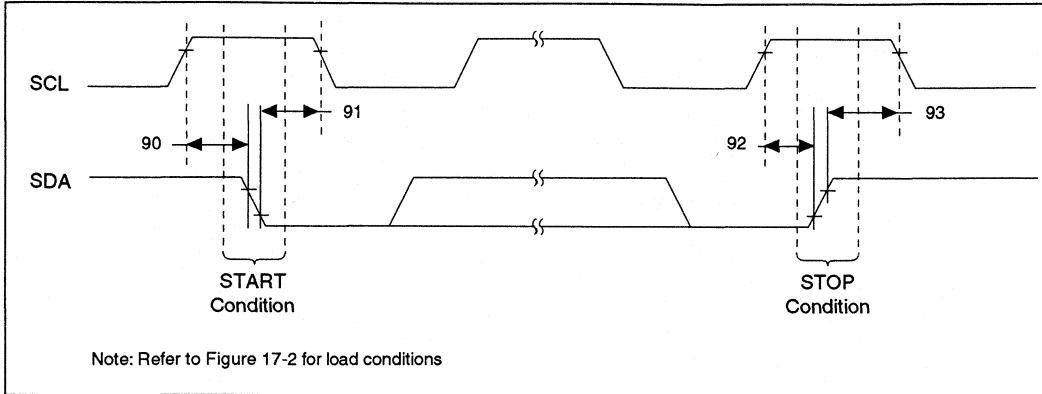 SCL
91
93
90
92
SDA
START
Condition
STOP
Condition
Note: Refer to Figure 17-2 for load conditions